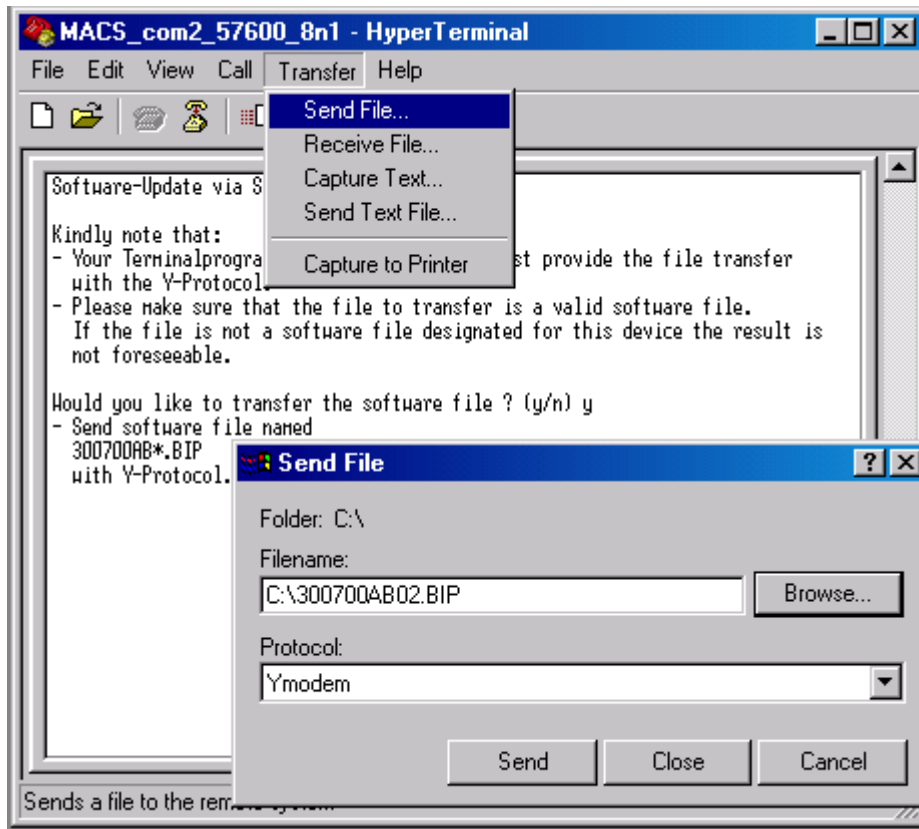 MACS_com2_57600_8n1 - HyperTerminal
File Edit View Call Transfer Help
Send File...
Receive File...
Capture Text...
Send Text File...
Capture to Printer
Software-Update via S
Kindly note that:
- Your Terminalprogra st provide the file transfer
with the Y-Protocol.
- Please make sure that the file to transfer is a valid software file.
If the file is not a software file designated for this device the result is
not foreseeable.
Would you like to transfer the software file ? (y/n) y
- Send software file named
300700AB*.BIP
with Y-Protocol.
Send File
Folder: C:\
Filename:
C:\300700AB02.BIP
Browse...
Protocol:
Ymodem
Send Close Cancel
Sends a file to the rem